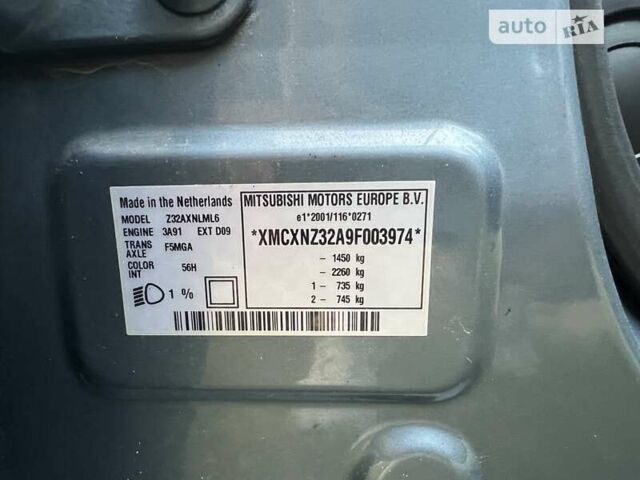 auto RIA
Made in the Netherlands
MODEL Z32AXNLML6
ENGINE 3A91 EXT D09
TRANS AXLE F5MGA
COLOR INT 56H
1 %
MITSUBISHI MOTORS EUROPE B.V.
e1*2001/116*0271
*XMCXNZ32A9F003974*
- 1450 kg
- 2260 kg
1 - 735 kg
2 - 745 kg